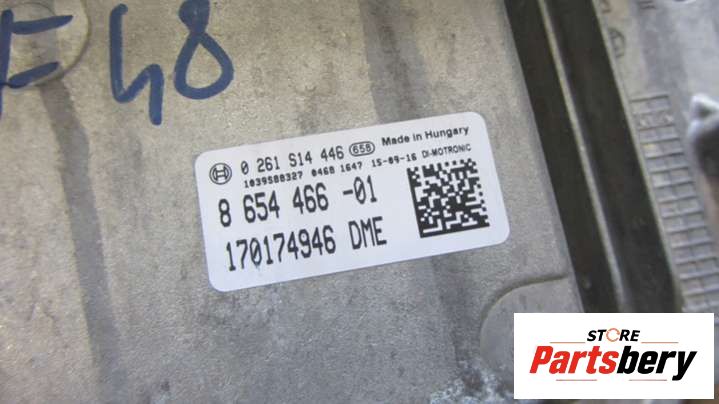 F48
0 261 S14 446 658 Made in Hungary
1039S88327 0468 1647 15-09-16 DI-MOTRONIC
8 654 466 -01
170174946 DME
STORE
Partsbery